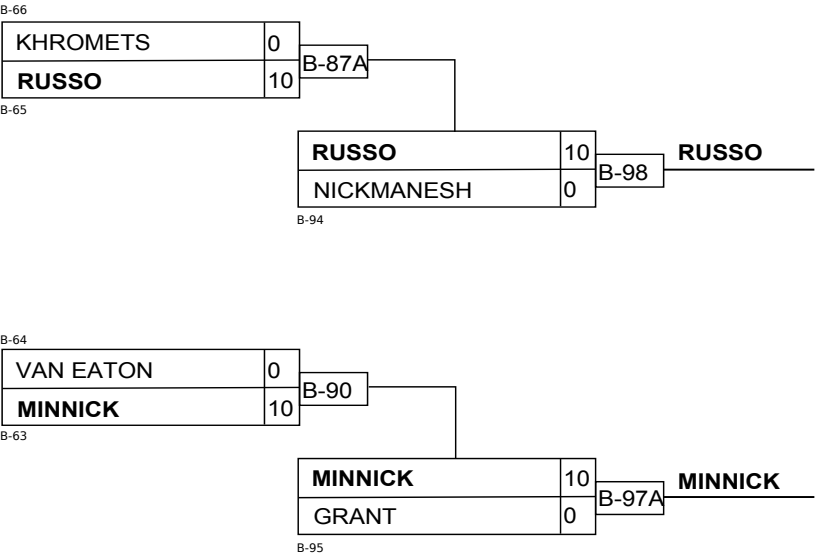 B-66
KHROMETS 0
B-87A
RUSSO 10
B-65
RUSSO 10 RUSSO
B-98
NICKMANESH 0
B-94
B-64
VAN EATON 0
B-90
MINNICK 10
B-63
MINNICK 10 MINNICK
B-97A
GRANT 0
B-95